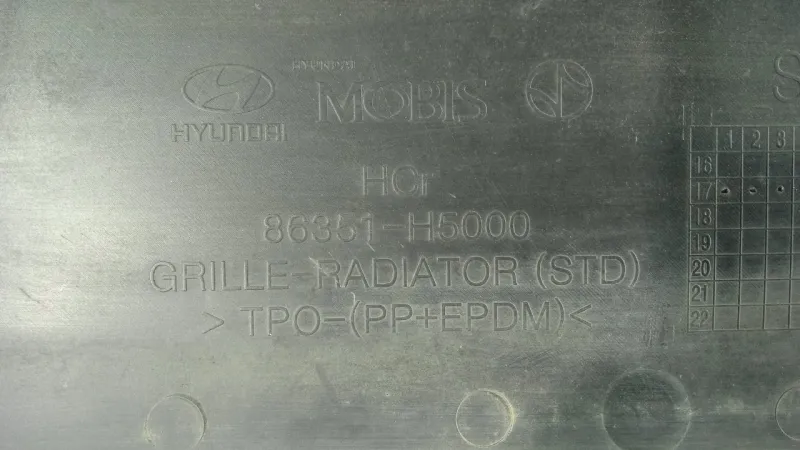 HYUNDAI
HYUNDAI
MOBIS
HCr
86351-H5000
GRILLE-RADIATOR (STD)
>TPO-(PP+EPDM)<
S
1 2 3
16
17
18
19
20
21
22